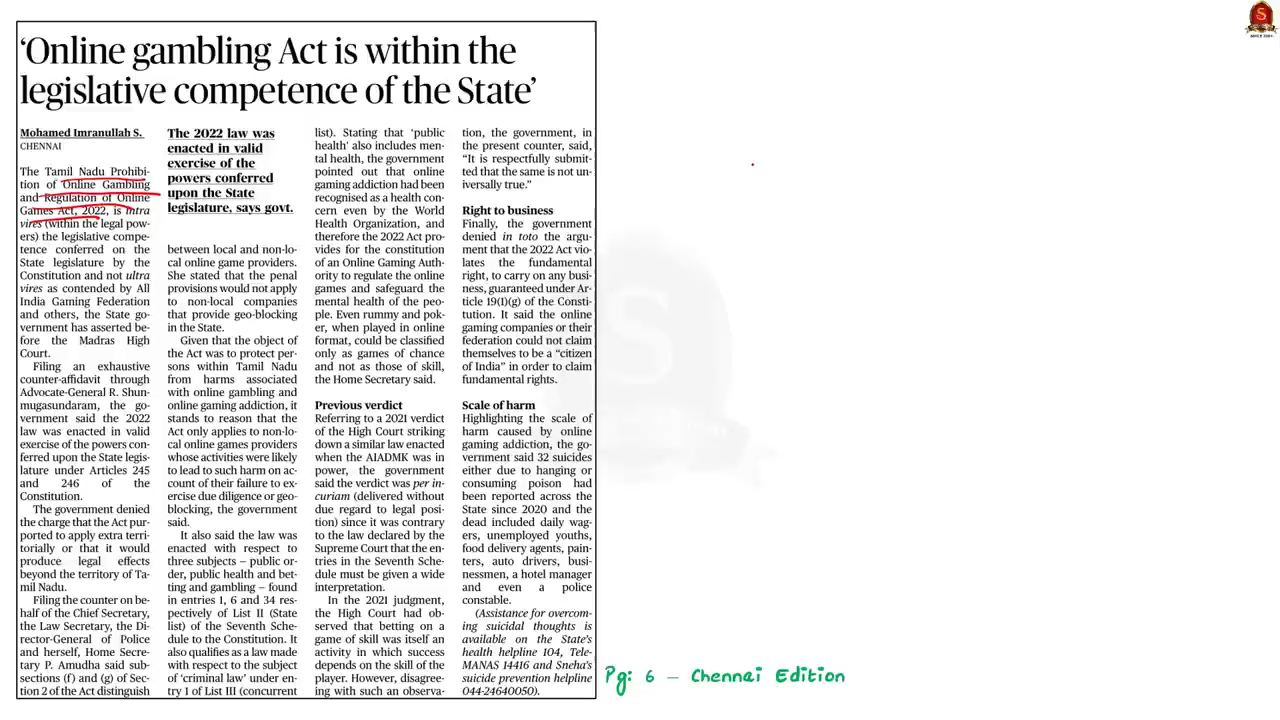 ‘Online gambling Act is within the
legislative competence of the State’
Mohamed Imranullah S.
CHENNAI
The Tamil Nadu Prohibi-
tion of Online Gambling
and Regulation of Online
Games Act, 2022, is intra
vires (within the legal pow-
ers) the legislative compe-
tence conferred on the
State legislature by the
Constitution and not ultra
vires as contended by All
India Gaming Federation
and others, the State go-
vernment has asserted be-
fore the Madras High
Court.
Filing an exhaustive
counter-affidavit through
Advocate-General R. Shun-
mugasundaram, the go-
vernment said the 2022
law was enacted in valid
exercise of the powers con-
ferred upon the State legis-
lature under Articles 245
and 246 of the
Constitution.
The government denied
the charge that the Act pur-
ported to apply extra terri-
torially or that it would
produce legal effects
beyond the territory of Ta-
mil Nadu.
Filing the counter on be-
half of the Chief Secretary,
the Law Secretary, the Di-
rector-General of Police
and herself, Home Secre-
tary P. Amudha said sub-
sections (f) and (g) of Sec-
tion 2 of the Act distinguish
The 2022 law was
enacted in valid
exercise of the
powers conferred
upon the State
legislature, says govt.
between local and non-lo-
cal online game providers.
She stated that the penal
provisions would not apply
to non-local companies
that provide geo-blocking
in the State.
Given that the object of
the Act was to protect per-
sons within Tamil Nadu
from harms associated
with online gambling and
online gaming addiction, it
stands to reason that the
Act only applies to non-lo-
cal online games providers
whose activities were likely
to lead to such harm on ac-
count of their failure to ex-
ercise due diligence or geo-
blocking, the government
said.
It also said the law was
enacted with respect to
three subjects – public or-
der, public health and bet-
ting and gambling – found
in entries 1, 6 and 34 res-
pectively of List II (State
list) of the Seventh Sche-
dule to the Constitution. It
also qualifies as a law made
with respect to the subject
of ‘criminal law’ under en-
try 1 of List III (concurrent
list). Stating that ‘public
health’ also includes men-
tal health, the government
pointed out that online
gaming addiction had been
recognised as a health con-
cern even by the World
Health Organization, and
therefore the 2022 Act pro-
vides for the constitution
of an Online Gaming Auth-
ority to regulate the online
games and safeguard the
mental health of the peo-
ple. Even rummy and pok-
er, when played in online
format, could be classified
only as games of chance
and not as those of skill,
the Home Secretary said.
Previous verdict
Referring to a 2021 verdict
of the High Court striking
down a similar law enacted
when the AIADMK was in
power, the government
said the verdict was per in-
curiam (delivered without
due regard to legal posi-
tion) since it was contrary
to the law declared by the
Supreme Court that the en-
tries in the Seventh Sche-
dule must be given a wide
interpretation.
In the 2021 judgment,
the High Court had ob-
served that betting on a
game of skill was itself an
activity in which success
depends on the skill of the
player. However, disagree-
ing with such an observa-
tion, the government, in
the present counter, said,
“It is respectfully submit-
ted that the same is not un-
iversally true.”
Right to business
Finally, the government
denied in toto the argu-
ment that the 2022 Act vio-
lates the fundamental
right, to carry on any busi-
ness, guaranteed under Ar-
ticle 19(1)(g) of the Consti-
tution. It said the online
gaming companies or their
federation could not claim
themselves to be a “citizen
of India” in order to claim
fundamental rights.
Scale of harm
Highlighting the scale of
harm caused by online
gaming addiction, the go-
vernment said 32 suicides
either due to hanging or
consuming poison had
been reported across the
State since 2020 and the
dead included daily wag-
ers, unemployed youths,
food delivery agents, pain-
ters, auto drivers, busi-
nessmen, a hotel manager
and even a police
constable.
(Assistance for overcom-
ing suicidal thoughts is
available on the State’s
health helpline 104, Tele-
MANAS 14416 and Sneha’s
suicide prevention helpline
044-24640050).
Pg: 6 – Chennai Edition
S